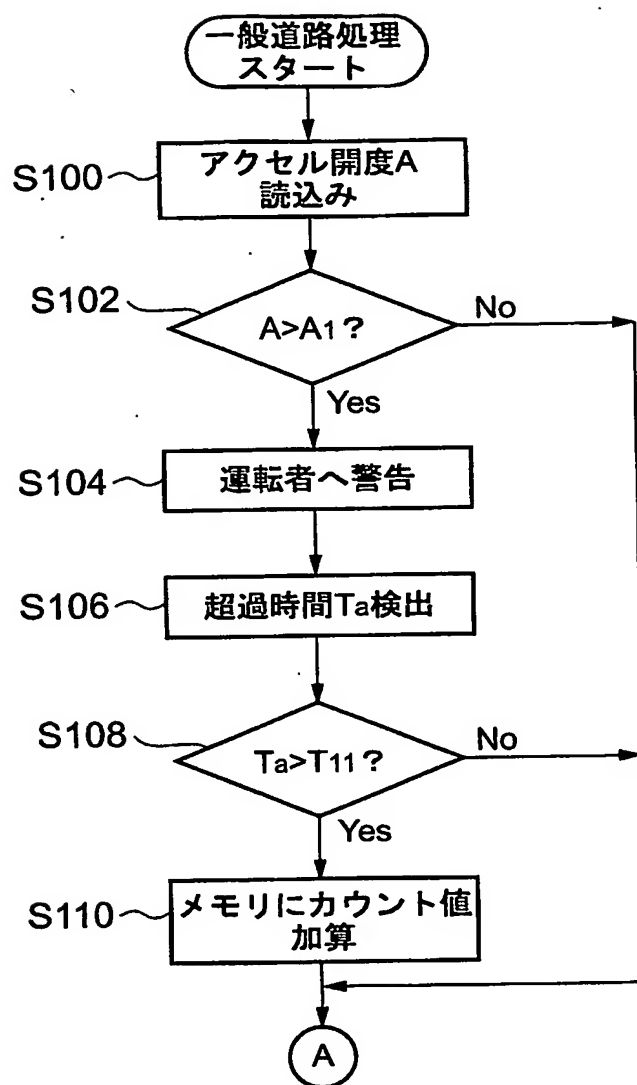 一般道路処理
スタート
S100
アクセル開度A
読込み
S102
A>A1?
No
Yes
S104
運転者へ警告
S106
超過時間Ta検出
S108
Ta>T11?
No
Yes
S110
メモリにカウント値
加算
A